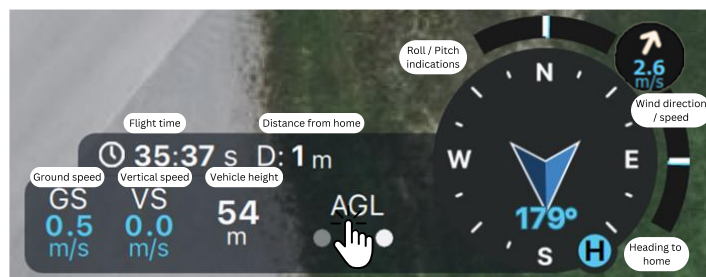 Roll / Pitch
indications
N
2.6
m/s
Wind direction
/ speed
Flight time
Distance from home
35:37 s D: 1 m
W
E
Ground speed
Vertical speed
Vehicle height
GS
VS
54
m
AGL
0.5
m/s
0.0
m/s
179°
S
H
Heading to
home